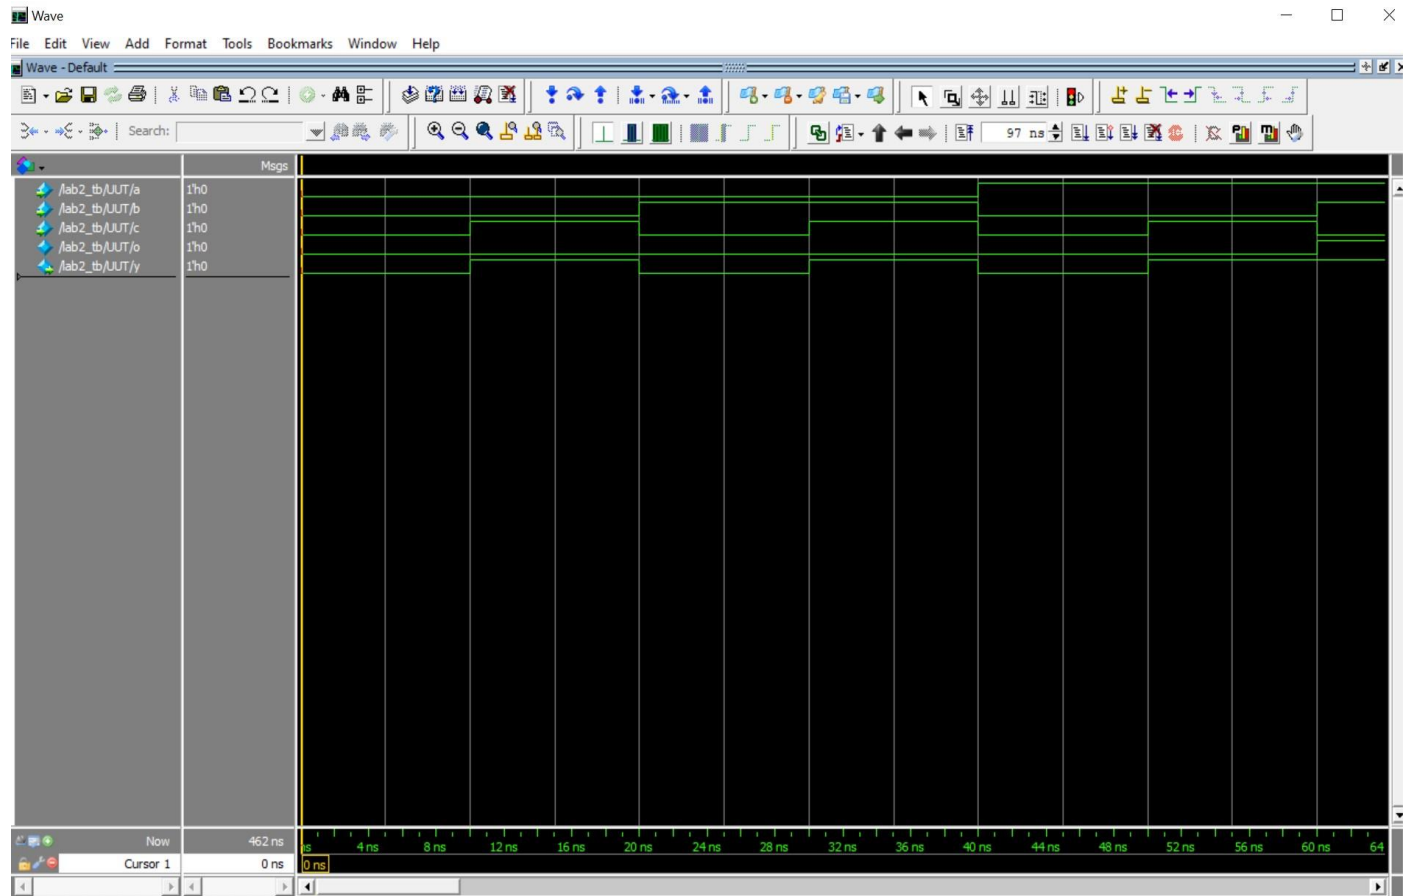 Wave
File Edit View Add Format Tools Bookmarks Window Help
Wave - Default
Search:
97 ns
Msgs
/lab2_tb/UUT/a 1'h0
/lab2_tb/UUT/b 1'h0
/lab2_tb/UUT/c 1'h0
/lab2_tb/UUT/o 1'h0
/lab2_tb/UUT/y 1'h0
Now 462 ns
ns 4 ns 8 ns 12 ns 16 ns 20 ns 24 ns 28 ns 32 ns 36 ns 40 ns 44 ns 48 ns 52 ns 56 ns 60 ns 64
Cursor 1 0 ns 0 ns